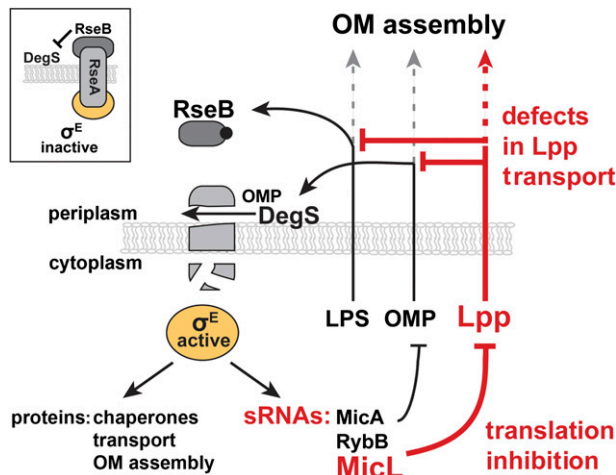 RseB
DegS
RseA
σE
inactive
OM assembly
RseB
defects
in Lpp
transport
OMP
DegS
periplasm
cytoplasm
LPS OMP Lpp
σE
active
proteins: chaperones
transport
OM assembly
sRNAs: MicA
RybB
MicL
translation
inhibition